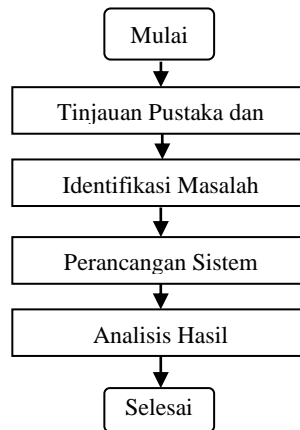 Mulai
Tinjauan Pustaka dan
Identifikasi Masalah
Perancangan Sistem
Analisis Hasil
Selesai